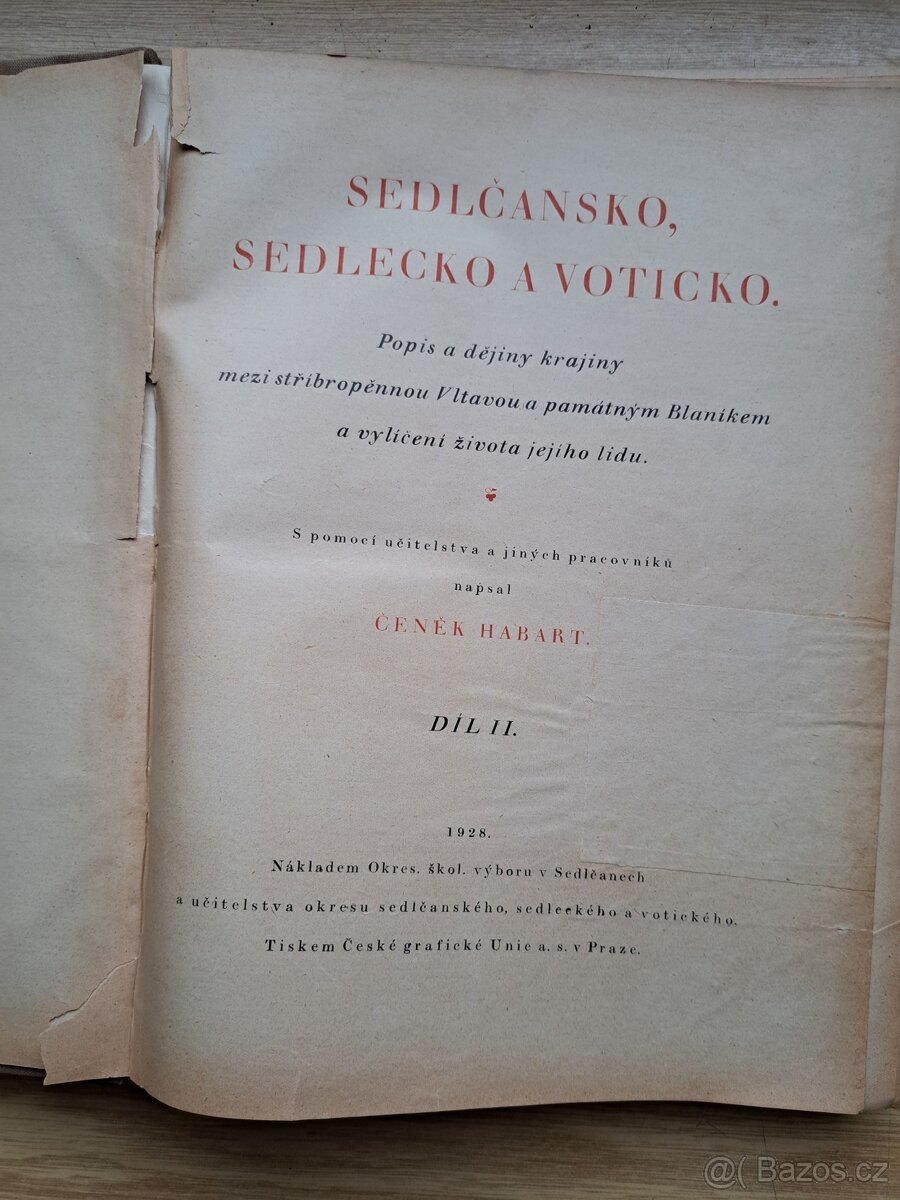 SEDLČANSKO,
SEDLECKO A VOTICKO.
Popis a dějiny krajiny
mezi stříbropěnnou Vltavou a památným Blaníkem
a vylíčení života jejího lidu.
S pomocí učitelstva a jiných pracovníků
napsal
ČENĚK HABART.
DÍL II.
1928.
Nákladem Okres. škol. výboru v Sedlčanech
a učitelstva okresu sedlčanského, sedleckého a votického.
Tiskem České grafické Unie a. s. v Praze.
@( Bazos.cz